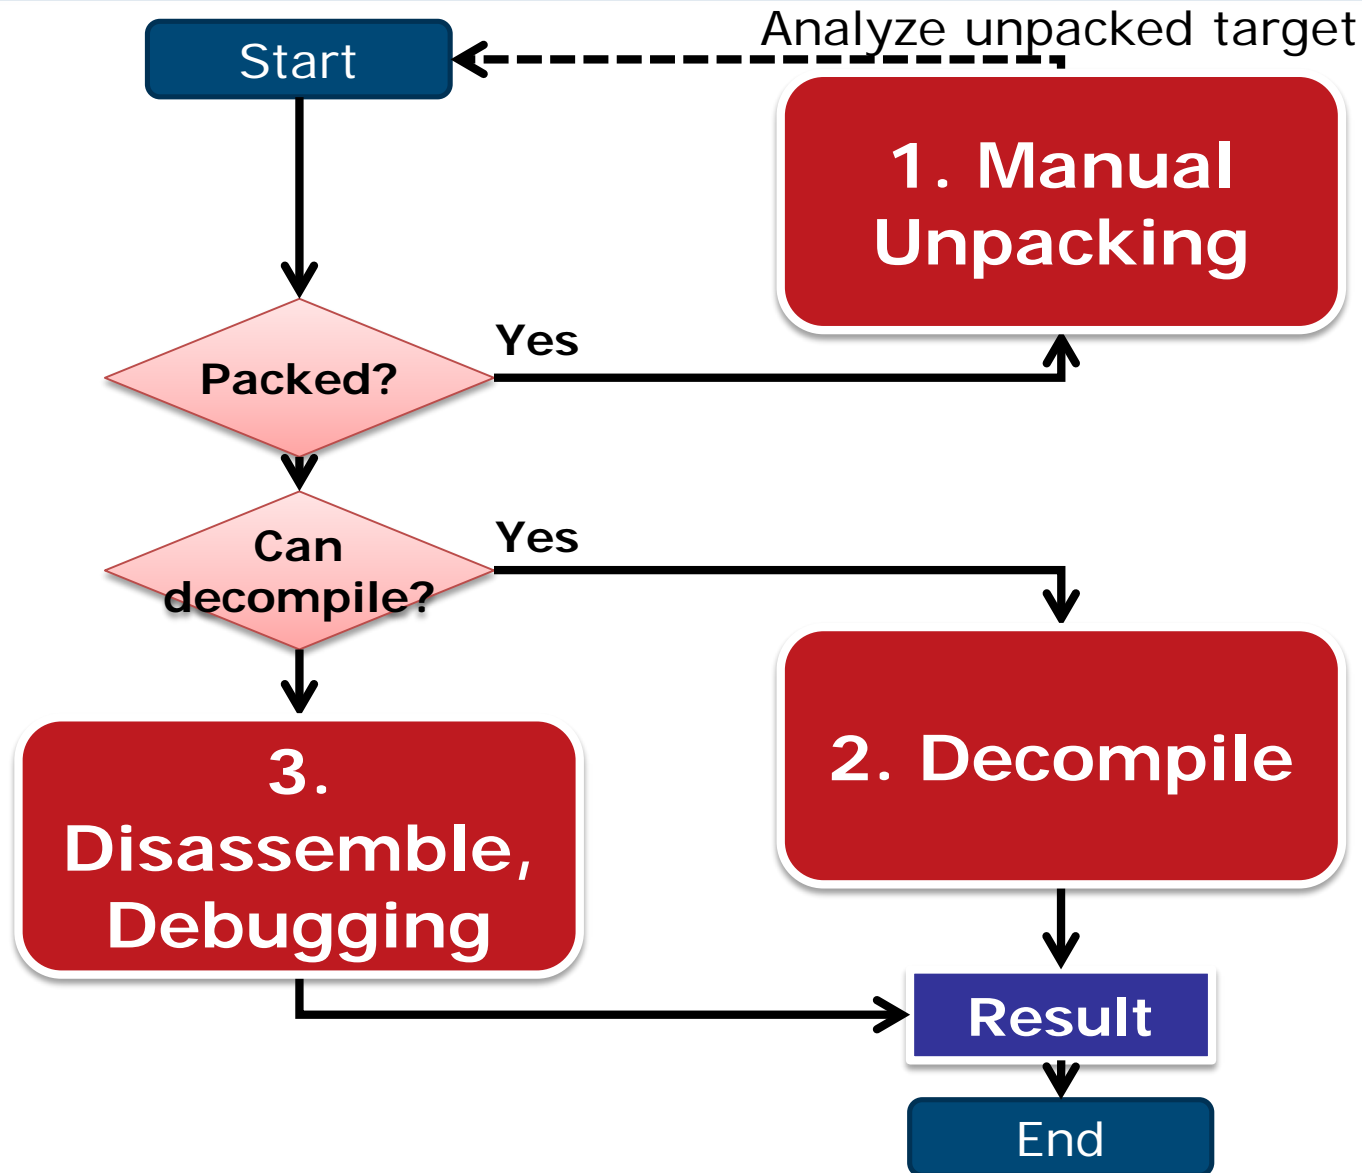 Analyze unpacked target
Start
1. Manual
Unpacking
Yes
Packed?
Yes
Can
decompile?
2. Decompile
3.
Disassemble,
Debugging
Result
End